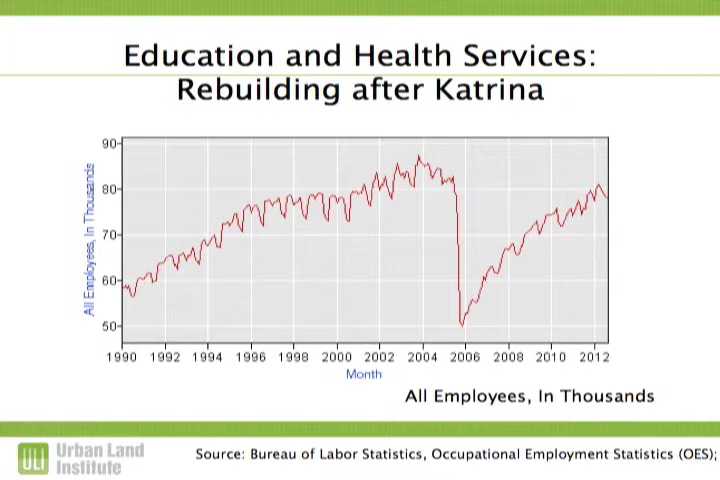 Education and Health Services:
Rebuilding after Katrina
All Employees, In Thousands
90
80
70
60
50
1990 1992 1994 1996 1998 2000 2002 2004 2006 2008 2010 2012
Month
All Employees, In Thousands
ULI
Urban Land
Institute
Source: Bureau of Labor Statistics, Occupational Employment Statistics (OES);